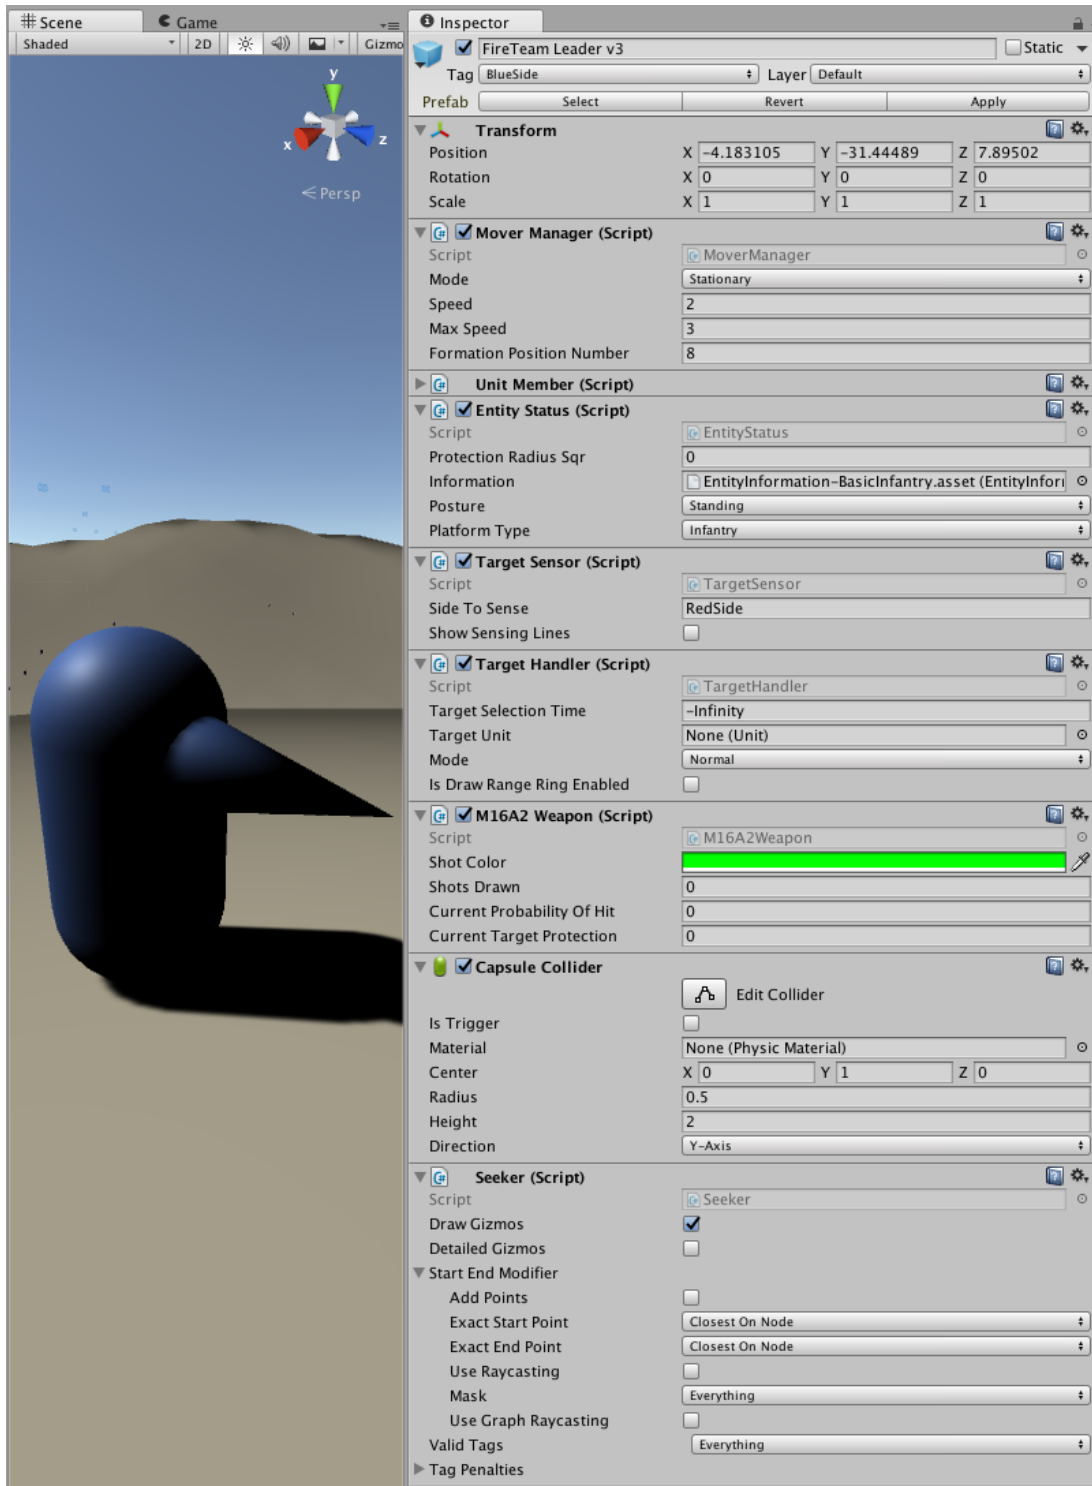 Scene
Game
Shaded
2D
Gizmo
y
x
z
Persp
Inspector
FireTeam Leader v3
Static
Tag BlueSide Layer Default
Prefab Select Revert Apply
Transform
Position X -4.183105 Y -31.44489 Z 7.89502
Rotation X 0 Y 0 Z 0
Scale X 1 Y 1 Z 1
Mover Manager (Script)
Script MoverManager
Mode Stationary
Speed 2
Max Speed 3
Formation Position Number 8
Unit Member (Script)
Entity Status (Script)
Script EntityStatus
Protection Radius Sqr 0
Information EntityInformation-BasicInfantry.asset (EntityInfor
Posture Standing
Platform Type Infantry
Target Sensor (Script)
Script TargetSensor
Side To Sense RedSide
Show Sensing Lines
Target Handler (Script)
Script TargetHandler
Target Selection Time -Infinity
Target Unit None (Unit)
Mode Normal
Is Draw Range Ring Enabled
M16A2 Weapon (Script)
Script M16A2Weapon
Shot Color
Shots Drawn 0
Current Probability Of Hit 0
Current Target Protection 0
Capsule Collider
Edit Collider
Is Trigger
Material None (Physic Material)
Center X 0 Y 1 Z 0
Radius 0.5
Height 2
Direction Y-Axis
Seeker (Script)
Script Seeker
Draw Gizmos
Detailed Gizmos
Start End Modifier
Add Points
Exact Start Point Closest On Node
Exact End Point Closest On Node
Use Raycasting
Mask Everything
Use Graph Raycasting
Valid Tags Everything
Tag Penalties